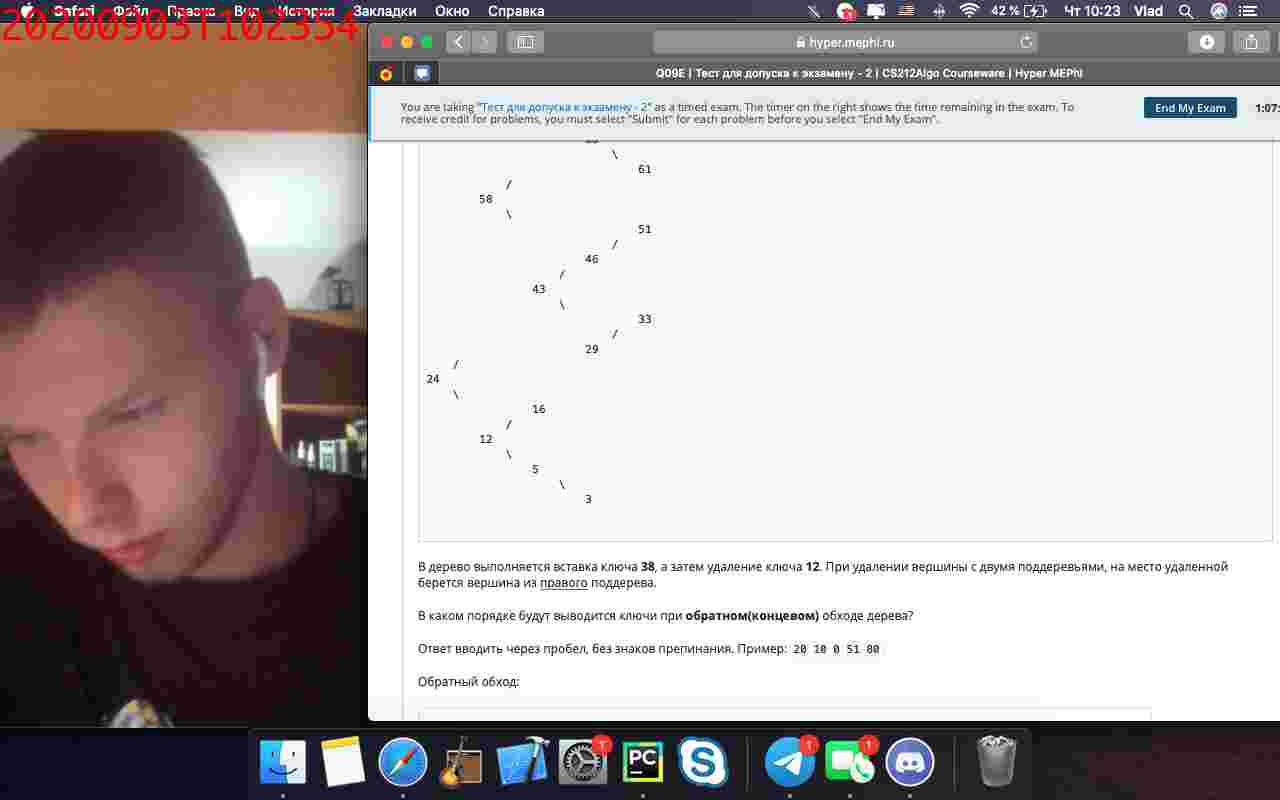 Safari Файл Правка Вид История Закладки Окно Справка 42 % Чт 10:23 Vlad
20200903T102354
hyper.mephi.ru
Q09E | Тест для допуска к экзамену - 2 | CS212Algo Courseware | Hyper.MEPhI
You are taking "Тест для допуска к экзамену - 2" as a timed exam. The timer on the right shows the time remaining in the exam. To
receive credit for problems, you must select "Submit" for each problem before you select "End My Exam".
End My Exam
1:07:
\
61
/
58
\
51
/
46
/
43
\
33
/
29
/
24
\
16
/
12
\
5
\
3
В дерево выполняется вставка ключа 38, а затем удаление ключа 12. При удалении вершины с двумя поддеревьями, на место удаленной
берется вершина из правого поддерева.
В каком порядке будут выводится ключи при обратном(концевом) обходе дерева?
Ответ вводить через пробел, без знаков препинания. Пример: 20 10 0 51 80
Обратный обход:
1
PC
1
1